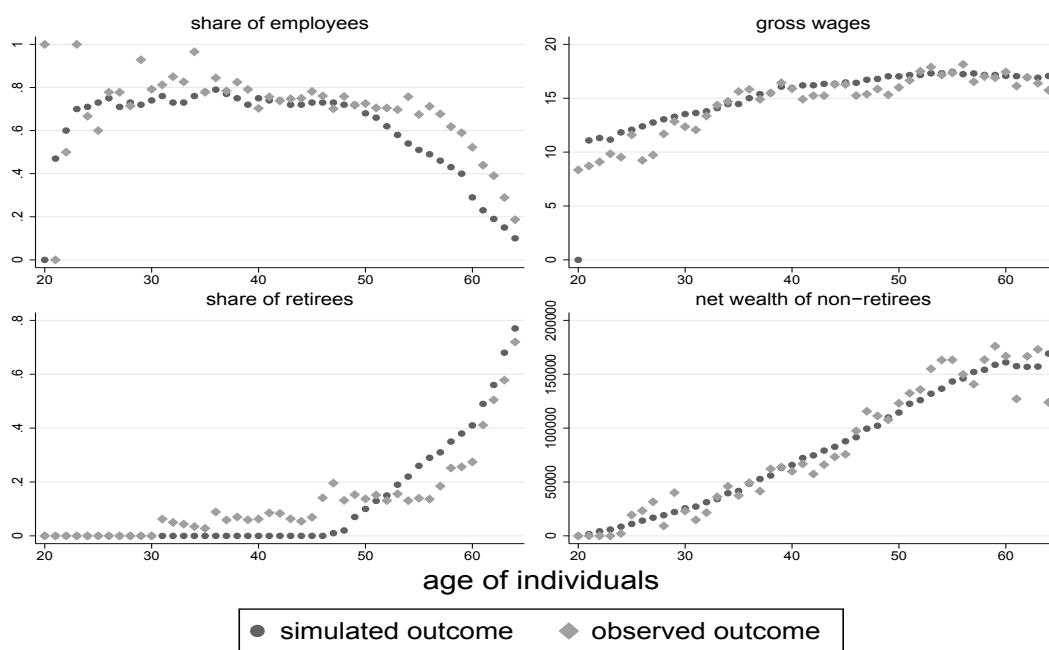 share of employees
0 .2 .4 .6 .8 1
20 30 40 50 60
gross wages
0 5 10 15 20
20 30 40 50 60
share of retirees
0 .2 .4 .6 .8
20 30 40 50 60
net wealth of non−retirees
0 50000 100000 150000 200000
20 30 40 50 60
age of individuals
simulated outcome observed outcome